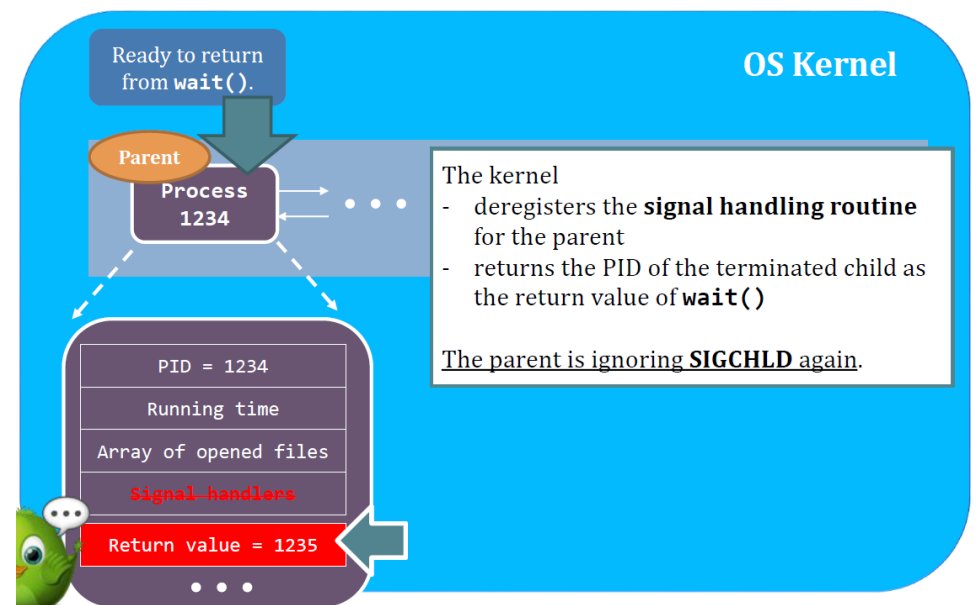 Ready to return
from wait().
OS Kernel
Parent
Process
1234
The kernel
- deregisters the signal handling routine
for the parent
- returns the PID of the terminated child as
the return value of wait()
The parent is ignoring SIGCHLD again.
PID = 1234
Running time
Array of opened files
Signal handlers
Return value = 1235